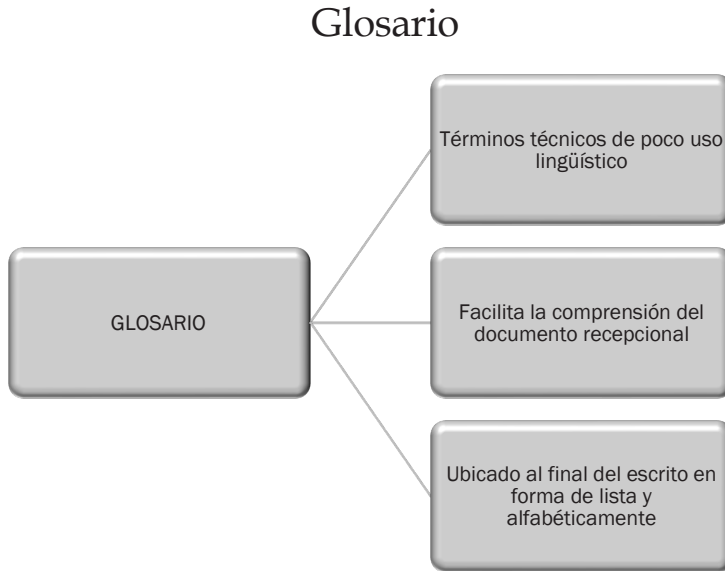 Glosario
Términos técnicos de poco uso
lingüístico
GLOSARIO
Facilita la comprensión del
documento recepcional
Ubicado al final del escrito en
forma de lista y
alfabéticamente